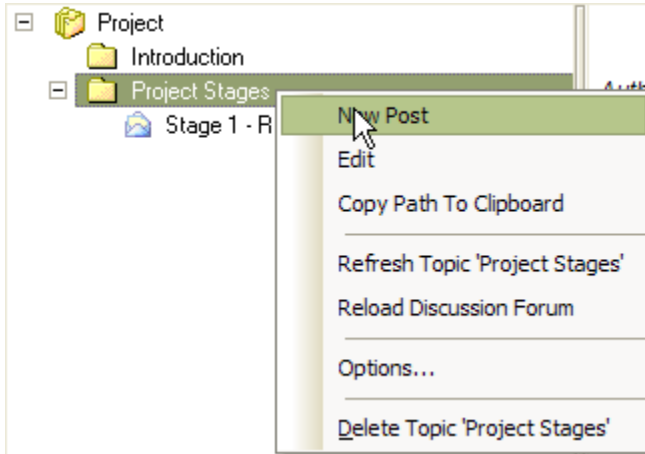 Project
Introduction
Project Stages
Stage 1 - R
New Post
Edit
Copy Path To Clipboard
Refresh Topic 'Project Stages'
Reload Discussion Forum
Options...
Delete Topic 'Project Stages'